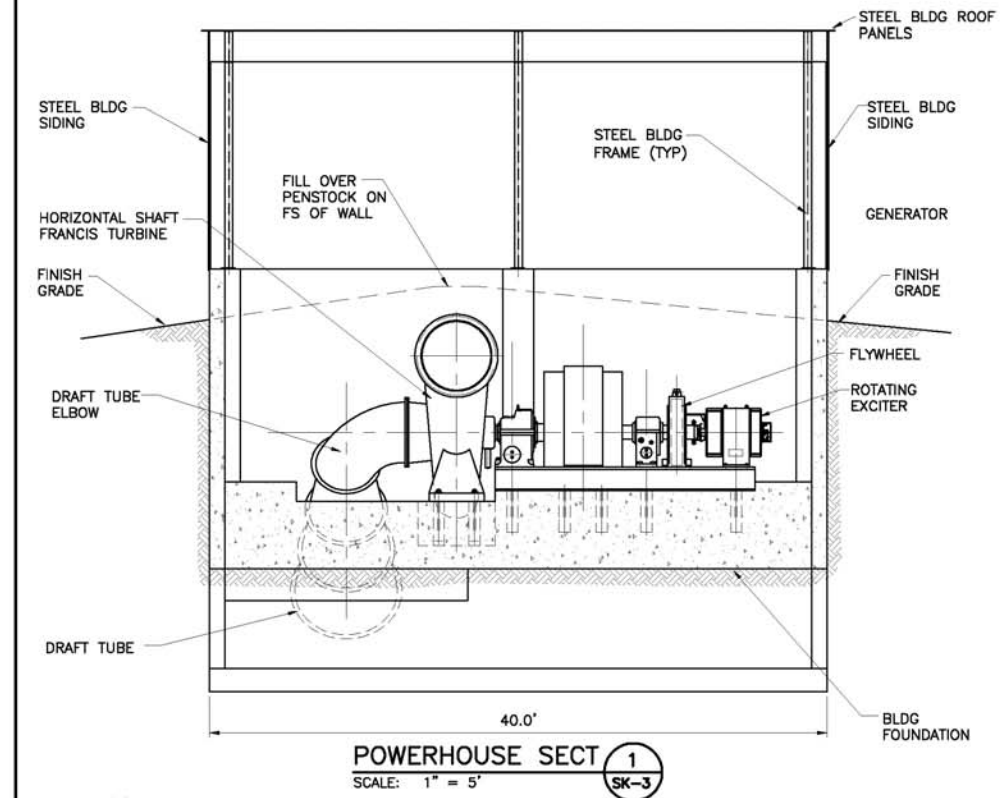 STEEL BLDG ROOF
PANELS
STEEL BLDG
SIDING
STEEL BLDG
FRAME (TYP)
STEEL BLDG
SIDING
FILL OVER
PENSTOCK ON
FS OF WALL
HORIZONTAL SHAFT
FRANCIS TURBINE
GENERATOR
FINISH
GRADE
FINISH
GRADE
FLYWHEEL
DRAFT TUBE
ELBOW
ROTATING
EXCITER
DRAFT TUBE
40.0'
BLDG
FOUNDATION
POWERHOUSE SECT
1
SK-3
SCALE: 1" = 5'